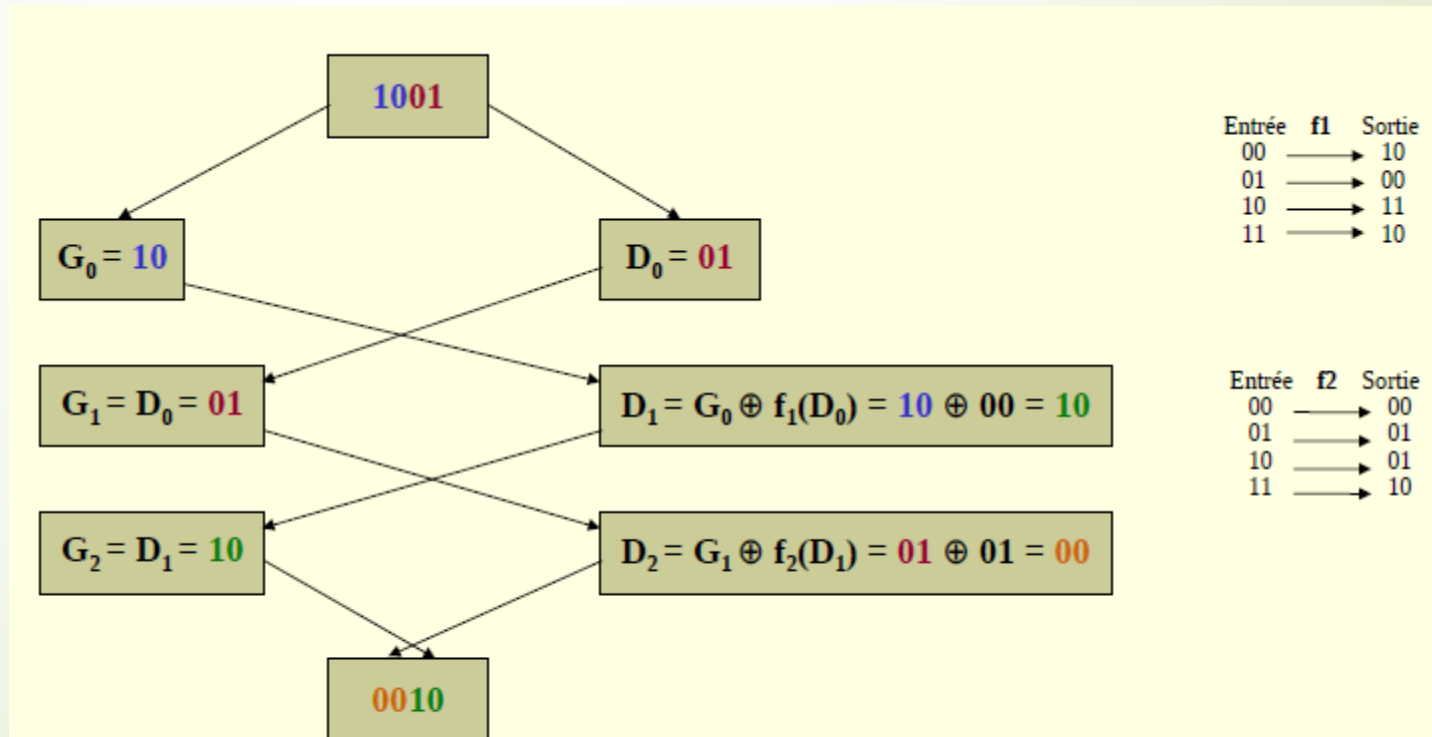 1001
G₀ = 10
D₀ = 01
G₁ = D₀ = 01
D₁ = G₀ ⊕ f₁(D₀) = 10 ⊕ 00 = 10
G₂ = D₁ = 10
D₂ = G₁ ⊕ f₂(D₁) = 01 ⊕ 01 = 00
0010
Entrée f1 Sortie
00 10
01 00
10 11
11 10
Entrée f2 Sortie
00 00
01 01
10 01
11 10